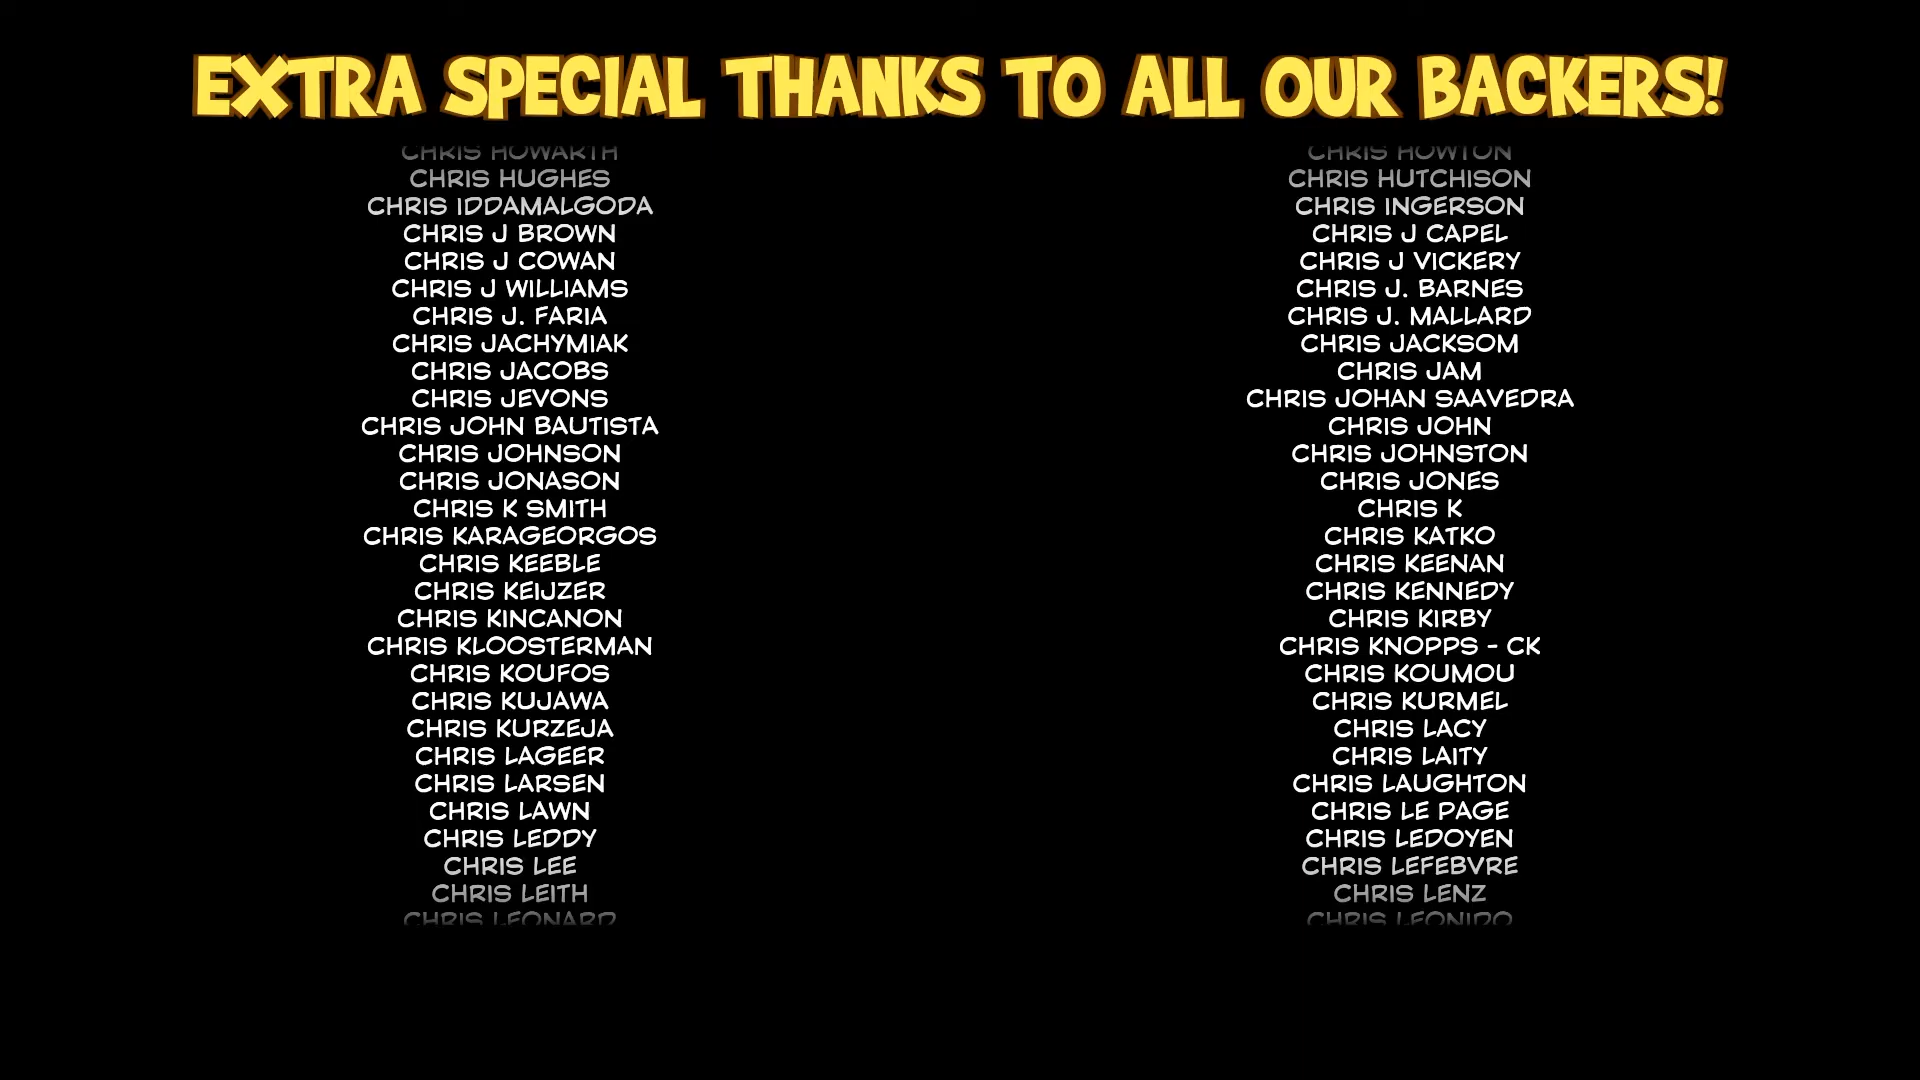 EXTRA SPECIAL THANKS TO ALL OUR BACKERS!
CHRIS HOWARTH
CHRIS HUGHES
CHRIS IDDAMALGODA
CHRIS J BROWN
CHRIS J COWAN
CHRIS J WILLIAMS
CHRIS J. FARIA
CHRIS JACHYMIAK
CHRIS JACOBS
CHRIS JEVONS
CHRIS JOHN BAUTISTA
CHRIS JOHNSON
CHRIS JONASON
CHRIS K SMITH
CHRIS KARAGEORGOS
CHRIS KEEBLE
CHRIS KEIJZER
CHRIS KINCANON
CHRIS KLOOSTERMAN
CHRIS KOUFOS
CHRIS KUJAWA
CHRIS KURZEJA
CHRIS LAGEER
CHRIS LARSEN
CHRIS LAWN
CHRIS LEDDY
CHRIS LEE
CHRIS LEITH
CHRIS LEONARD
CHRIS HOWTON
CHRIS HUTCHISON
CHRIS INGERSON
CHRIS J CAPEL
CHRIS J VICKERY
CHRIS J. BARNES
CHRIS J. MALLARD
CHRIS JACKSOM
CHRIS JAM
CHRIS JOHAN SAAVEDRA
CHRIS JOHN
CHRIS JOHNSTON
CHRIS JONES
CHRIS K
CHRIS KATKO
CHRIS KEENAN
CHRIS KENNEDY
CHRIS KIRBY
CHRIS KNOPPS - CK
CHRIS KOUMOU
CHRIS KURMEL
CHRIS LACY
CHRIS LAITY
CHRIS LAUGHTON
CHRIS LE PAGE
CHRIS LEDOYEN
CHRIS LEFEBVRE
CHRIS LENZ
CHRIS LEONIDO